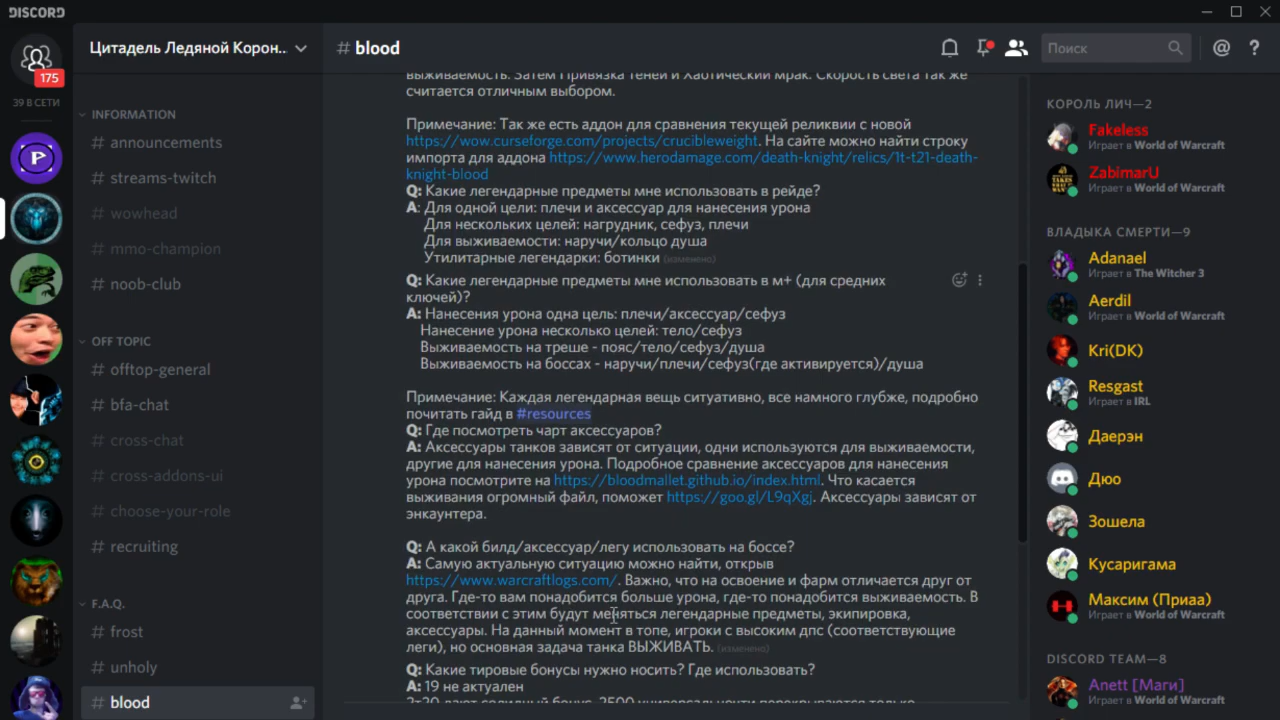 DISCORD
175
39 В СЕТИ
Цитадель Ледяной Корон...
INFORMATION
# announcements
# streams-twitch
# wowhead
# mmo-champion
# noob-club
OFF TOPIC
# offtop-general
# bfa-chat
# cross-chat
# cross-addons-ui
# choose-your-role
# recruiting
F.A.Q.
# frost
# unholy
# blood
# blood
Поиск
выживаемость. Затем Привязка теней и Хаотический мрак. Скорость света так же
считается отличным выбором.
Примечание: Так же есть аддон для сравнения текущей реликвии с новой
https://wow.curseforge.com/projects/crucibleweight. На сайте можно найти строку
импорта для аддона https://www.herodamage.com/death-knight/relics/1t-t21-death-
knight-blood
Q: Какие легендарные предметы мне использовать в рейде?
A: Для одной цели: плечи и аксессуар для нанесения урона
Для нескольких целей: нагрудник, сефуз, плечи
Для выживаемости: наручи/кольцо душа
Утилитарные легендарки: ботинки (изменено)
Q: Какие легендарные предметы мне использовать в м+ (для средних
ключей)?
A: Нанесения урона одна цель: плечи/аксессуар/сефуз
Нанесение урона несколько целей: тело/сефуз
Выживаемость на треше - пояс/тело/сефуз/душа
Выживаемость на боссах - наручи/плечи/сефуз(где активируется)/душа
Примечание: Каждая легендарная вещь ситуативно, все намного глубже, подробно
почитать гайд в #resources
Q: Где посмотреть чарт аксессуаров?
A: Аксессуары танков зависят от ситуации, одни используются для выживаемости,
другие для нанесения урона. Подробное сравнение аксессуаров для нанесения
урона посмотрите на https://bloodmallet.github.io/index.html. Что касается
выживания огромный файл, поможет https://goo.gl/L9qXgj. Аксессуары зависят от
энкаунтера.
Q: А какой билд/аксессуар/легу использовать на боссе?
A: Самую актуальную ситуацию можно найти, открыв
https://www.warcraftlogs.com/. Важно, что на освоение и фарм отличается друг от
друга. Где-то вам понадобится больше урона, где-то понадобится выживаемость. В
соответствии с этим будут меняться легендарные предметы, экипировка,
аксессуары. На данный момент в топе, игроки с высоким дпс (соответствующие
леги), но основная задача танка ВЫЖИВАТЬ. (изменено)
Q: Какие тировые бонусы нужно носить? Где использовать?
A: 19 не актуален
2т20 дают солидный бонус, 2500 универсальности перекрываются только
КОРОЛЬ ЛИЧ—2
Fakeless
Играет в World of Warcraft
ZabimarU
Играет в World of Warcraft
ВЛАДЫКА СМЕРТИ—9
Adanael
Играет в The Witcher 3
Aerdil
Играет в World of Warcraft
Kri(DK)
Resgast
Играет в IRL
Даерэн
Дюо
Зошела
Кусаригама
Максим (Приаа)
Играет в World of Warcraft
DISCORD TEAM—8
Anett [Маги]
Играет в World of Warcraft